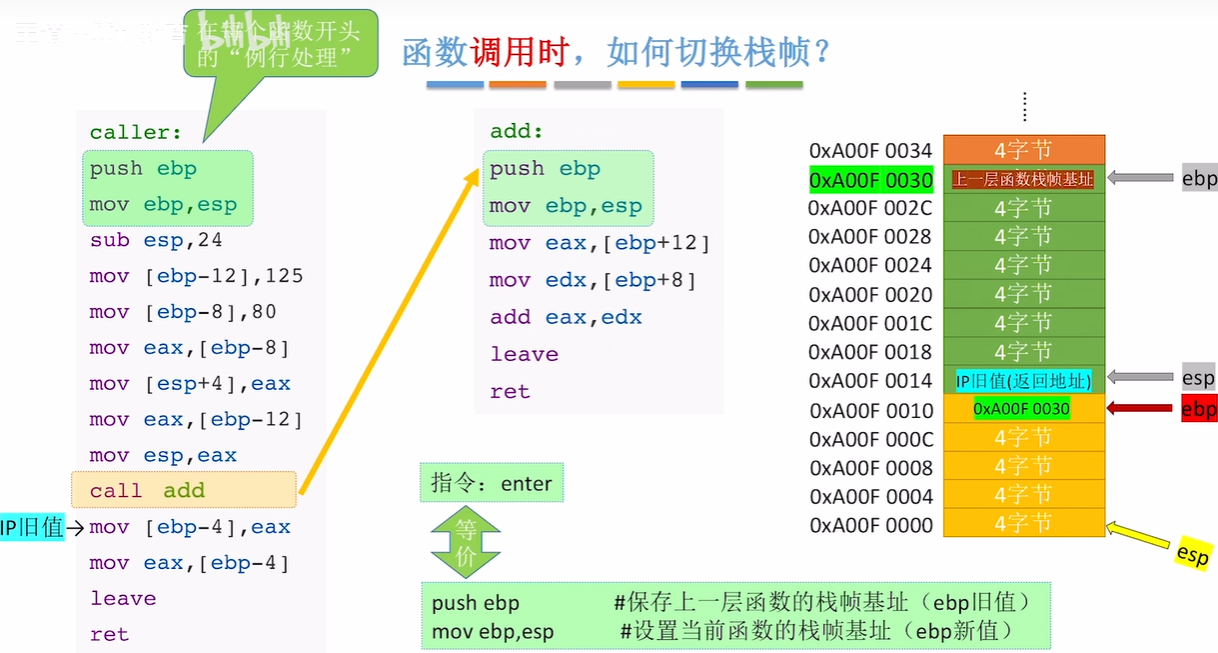 bilibili
在每个函数开头
的“例行处理”
函数调用时，如何切换栈帧？
caller:
push ebp
mov ebp,esp
sub esp,24
mov [ebp-12],125
mov [ebp-8],80
mov eax,[ebp-8]
mov [esp+4],eax
mov eax,[ebp-12]
mov esp,eax
call add
IP旧值→
mov [ebp-4],eax
mov eax,[ebp-4]
leave
ret
add:
push ebp
mov ebp,esp
mov eax,[ebp+12]
mov edx,[ebp+8]
add eax,edx
leave
ret
指令：enter
等
价
push ebp #保存上一层函数的栈帧基址（ebp旧值）
mov ebp,esp #设置当前函数的栈帧基址（ebp新值）
0xA00F 0034 4字节
0xA00F 0030 上一层函数栈帧基址 ebp
0xA00F 002C 4字节
0xA00F 0028 4字节
0xA00F 0024 4字节
0xA00F 0020 4字节
0xA00F 001C 4字节
0xA00F 0018 4字节
0xA00F 0014 IP旧值(返回地址) esp
0xA00F 0010 0xA00F 0030 ebp
0xA00F 000C 4字节
0xA00F 0008 4字节
0xA00F 0004 4字节
0xA00F 0000 4字节
esp